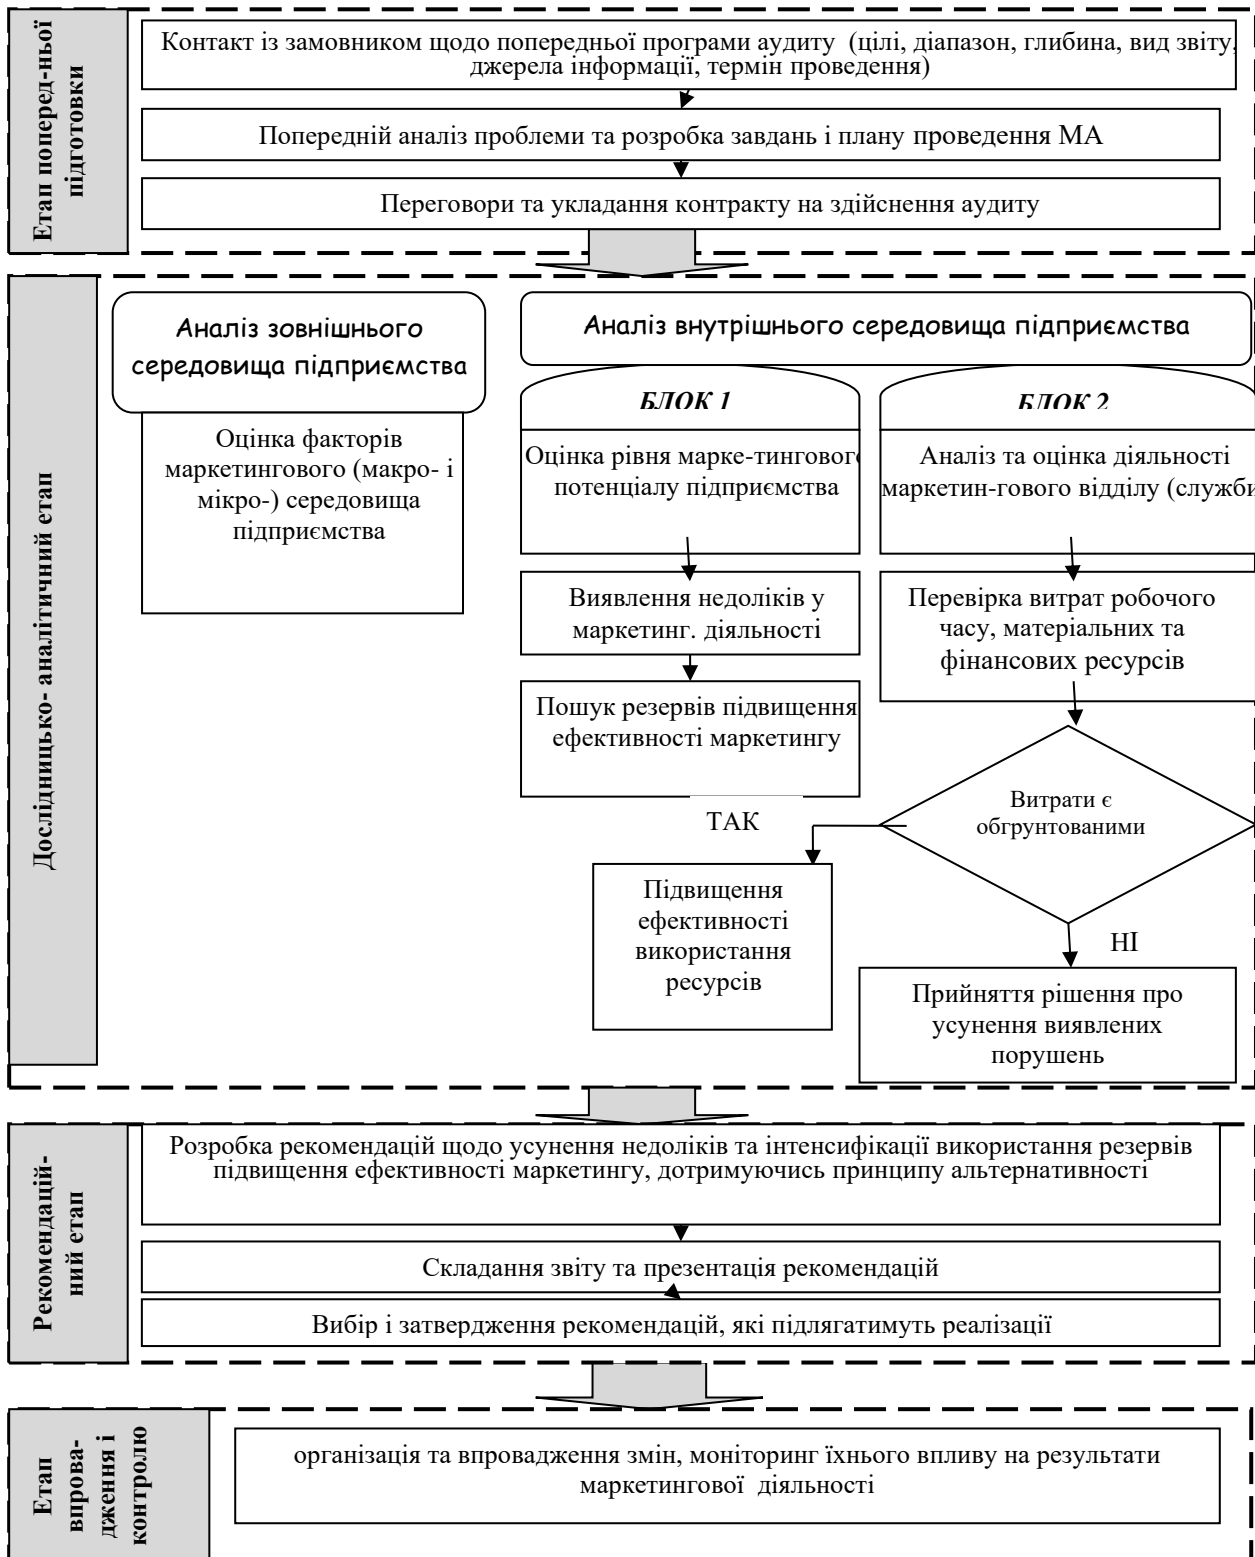 Етап поперед-ньої
підготовки
Контакт із замовником щодо попередньої програми аудиту (цілі, діапазон, глибина, вид звіту,
джерела інформації, термін проведення)
Попередній аналіз проблеми та розробка завдань і плану проведення МА
Переговори та укладання контракту на здійснення аудиту
Дослідницько- аналітичний етап
Аналіз зовнішнього
середовища підприємства
Оцінка факторів
маркетингового (макро- і
мікро-) середовища
підприємства
Аналіз внутрішнього середовища підприємства
БЛОК 1
Оцінка рівня марке-тингового
потенціалу підприємства
Виявлення недоліків у
маркетинг. діяльності
Пошук резервів підвищення
ефективності маркетингу
БЛОК 2
Аналіз та оцінка діяльності
маркетин-гового відділу (служби
Перевірка витрат робочого
часу, матеріальних та
фінансових ресурсів
Витрати є
обгрунтованими
ТАК
Підвищення
ефективності
використання
ресурсів
НІ
Прийняття рішення про
усунення виявлених
порушень
Рекомендацій-
ний етап
Розробка рекомендацій щодо усунення недоліків та інтенсифікації використання резервів
підвищення ефективності маркетингу, дотримуючись принципу альтернативності
Складання звіту та презентація рекомендацій
Вибір і затвердження рекомендацій, які підлягатимуть реалізації
Етап
впрова-
дження і
контролю
організація та впровадження змін, моніторинг їхнього впливу на результати
маркетингової діяльності